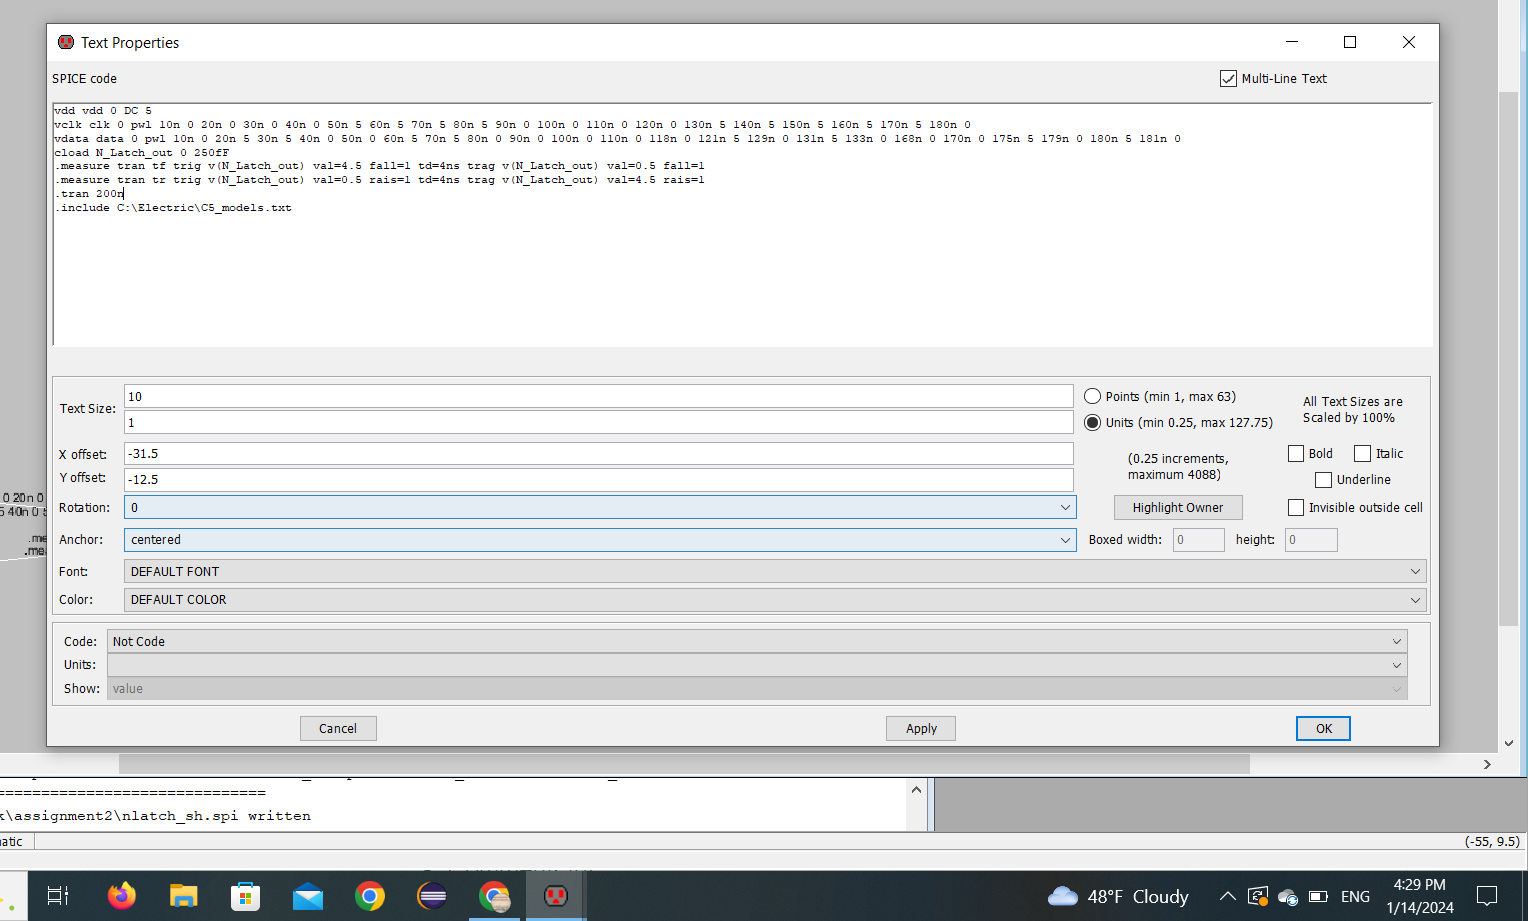 Text Properties
SPICE code
Multi-Line Text
vdd vdd 0 DC 5
vclk clk 0 pwl 10n 0 20n 0 30n 0 40n 0 50n 5 60n 5 70n 5 80n 5 90n 0 100n 0 110n 0 120n 0 130n 5 140n 5 150n 5 160n 5 170n 5 180n 0
vdata data 0 pwl 10n 0 20n 5 30n 5 40n 0 50n 0 60n 5 70n 5 80n 0 90n 0 100n 0 110n 0 118n 0 121n 5 129n 0 131n 5 133n 0 168n 0 170n 0 175n 5 179n 0 180n 5 181n 0
cload N_Latch_out 0 250fF
.measure tran tf trig v(N_Latch_out) val=4.5 fall=1 td=4ns trag v(N_Latch_out) val=0.5 fall=1
.measure tran tr trig v(N_Latch_out) val=0.5 rais=1 td=4ns trag v(N_Latch_out) val=4.5 rais=1
.tran 200n
.include C:\Electric\C5_models.txt
Text Size:
10
1
Points (min 1, max 63)
Units (min 0.25, max 127.75)
All Text Sizes are
Scaled by 100%
X offset:
-31.5
Y offset:
-12.5
(0.25 increments,
maximum 4088)
Bold
Italic
Underline
Rotation:
0
Highlight Owner
Invisible outside cell
Anchor:
centered
Boxed width:
0
height:
0
Font:
DEFAULT FONT
Color:
DEFAULT COLOR
Code:
Not Code
Units:
Show:
value
Cancel
Apply
OK
0 20n 0
5 40n 0 5
.me
.mea
==============================
k\assignment2\nlatch_sh.spi written
natic
(-55, 9.5)
48°F Cloudy
ENG
4:29 PM
1/14/2024